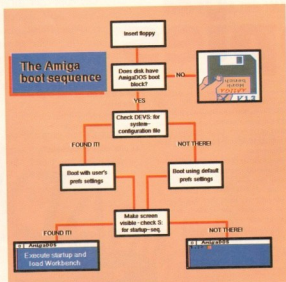 The Amiga
boot sequence
Insert floppy
Does disk have
AmigaDOS boot
block?
NO
YES
Check DEVS: for
system-
configuration file
FOUND IT!
NOT THERE!
Boot with user's
prefs settings
Boot using default
prefs settings
Make screen
visible - check S:
for startup-seq.
FOUND IT!
NOT THERE!
AmigaDOS
Execute startup and
load Workbench
AmigaDOS